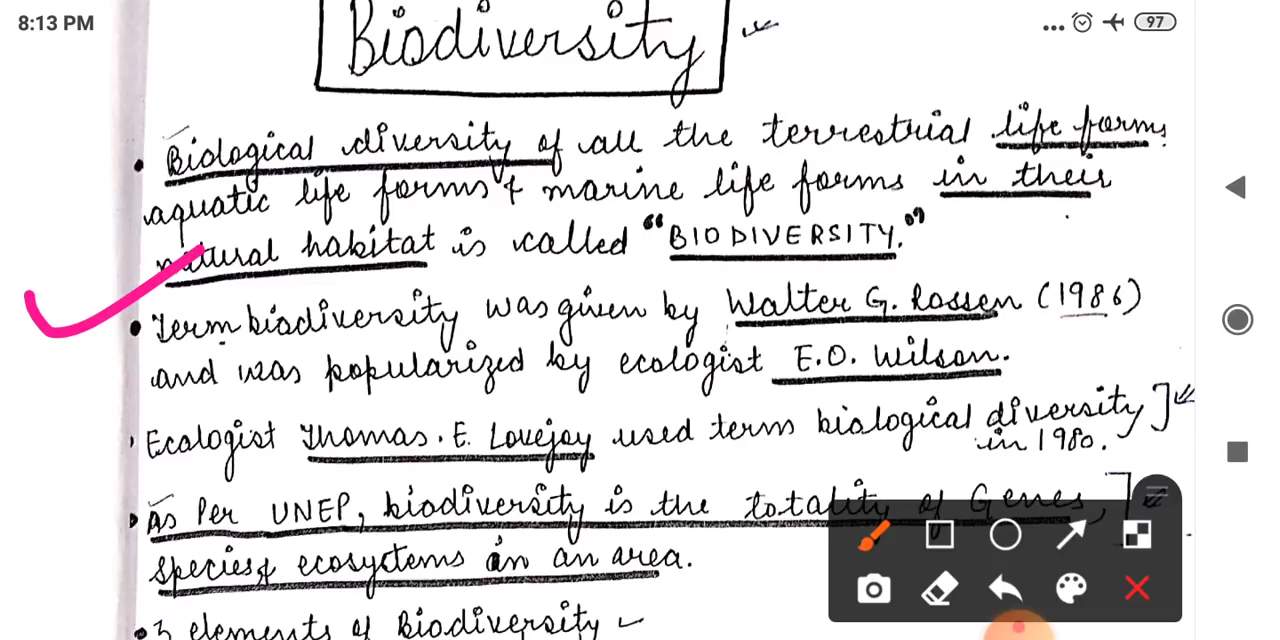 8:13 PM
97
Biodiversity
Biological diversity of all the terrestrial life forms
aquatic life forms & marine life forms in their
natural habitat is called "BIODIVERSITY."
Term biodiversity was given by Walter G. Rossen (1986)
and was popularized by ecologist E.O. Wilson.
Ecologist Thomas. E. Lovejoy used term biological diversity
in 1980.
As Per UNEP, biodiversity is the totality of Genes,
species & ecosystems in an area.
3 elements of Biodiversity